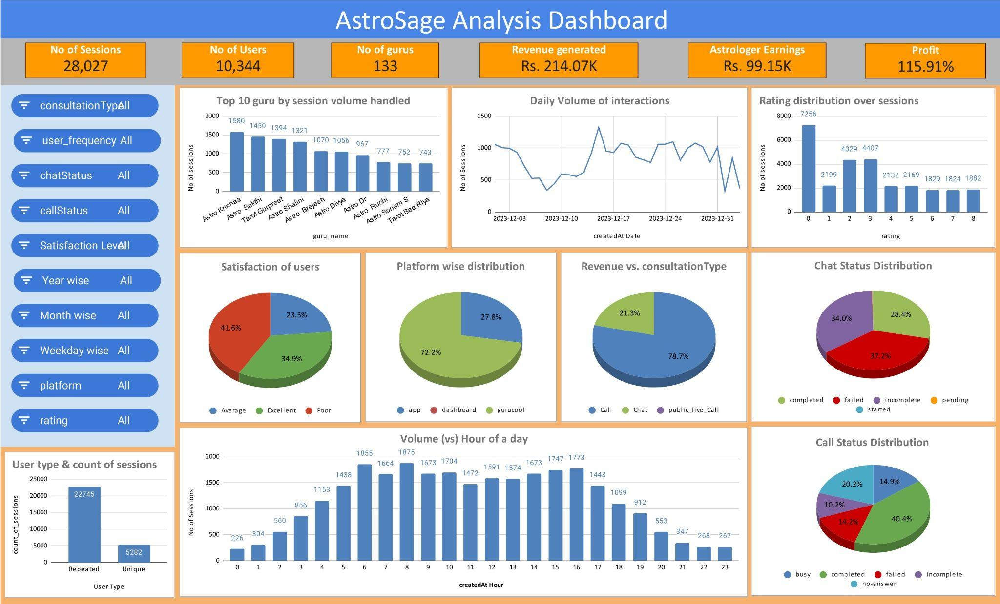 AstroSage Analysis Dashboard
No of Sessions
28,027
No of Users
10,344
No of gurus
133
Revenue generated
Rs. 214.07K
Astrologer Earnings
Rs. 99.15K
Profit
115.91%
consultationType All
user_frequency All
chatStatus All
callStatus All
Satisfaction Level All
Year wise All
Month wise All
Weekday wise All
platform All
rating All
Top 10 guru by session volume handled
No of sessions
2000
1500
1000
500
0
1580
1450
1394
1321
1070
1056
967
777
752
743
Astro Krishaa
Astro Sakthi
Tarot Gurpreet
Astro Shalini
Astro Brejesh
Astro Divya
Astro Dr
Astro Ruchi
Astro Sonam S
Tarot Bee Riya
guru_name
Daily Volume of interactions
No of Sessions
1500
1000
500
0
2023-12-03
2023-12-10
2023-12-17
2023-12-24
2023-12-31
createdAt Date
Rating distribution over sessions
No of sessions
8000
6000
4000
2000
0
7256
2199
4329
4407
2132
2169
1829
1824
1882
0 1 2 3 4 5 6 7 8
rating
Satisfaction of users
23.5%
41.6%
34.9%
Average Excellent Poor
Platform wise distribution
27.8%
72.2%
app dashboard gurucool
Revenue vs. consultationType
21.3%
78.7%
Call Chat public_live_Call
Chat Status Distribution
28.4%
34.0%
37.2%
completed failed incomplete pending
started
User type & count of sessions
count_of_sessions
25000
20000
15000
10000
5000
0
22745
5282
Repeated Unique
User Type
Volume (vs) Hour of a day
No of Sessions
2000
1500
1000
500
0
226
304
560
856
1153
1438
1855
1664
1875
1673
1704
1472
1591
1574
1673
1747
1773
1443
1099
912
553
347
268
267
0 1 2 3 4 5 6 7 8 9 10 11 12 13 14 15 16 17 18 19 20 21 22 23
createdAt Hour
Call Status Distribution
14.9%
20.2%
10.2%
14.2%
40.4%
busy completed failed incomplete
no-answer